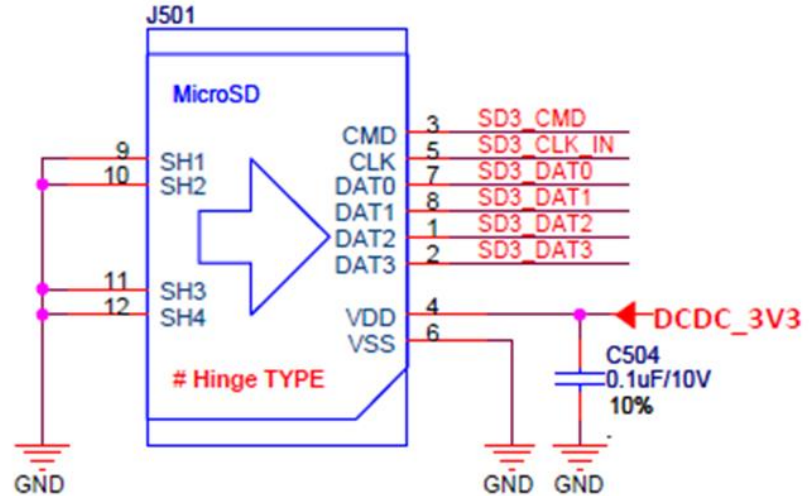 J501
MicroSD
CMD 3 SD3_CMD
9 SH1 CLK 5 SD3_CLK_IN
10 SH2 DAT0 7 SD3_DAT0
DAT1 8 SD3_DAT1
DAT2 1 SD3_DAT2
DAT3 2 SD3_DAT3
11 SH3
12 SH4 VDD 4 DCDC_3V3
VSS 6
# Hinge TYPE
C504
0.1uF/10V
10%
GND GND GND